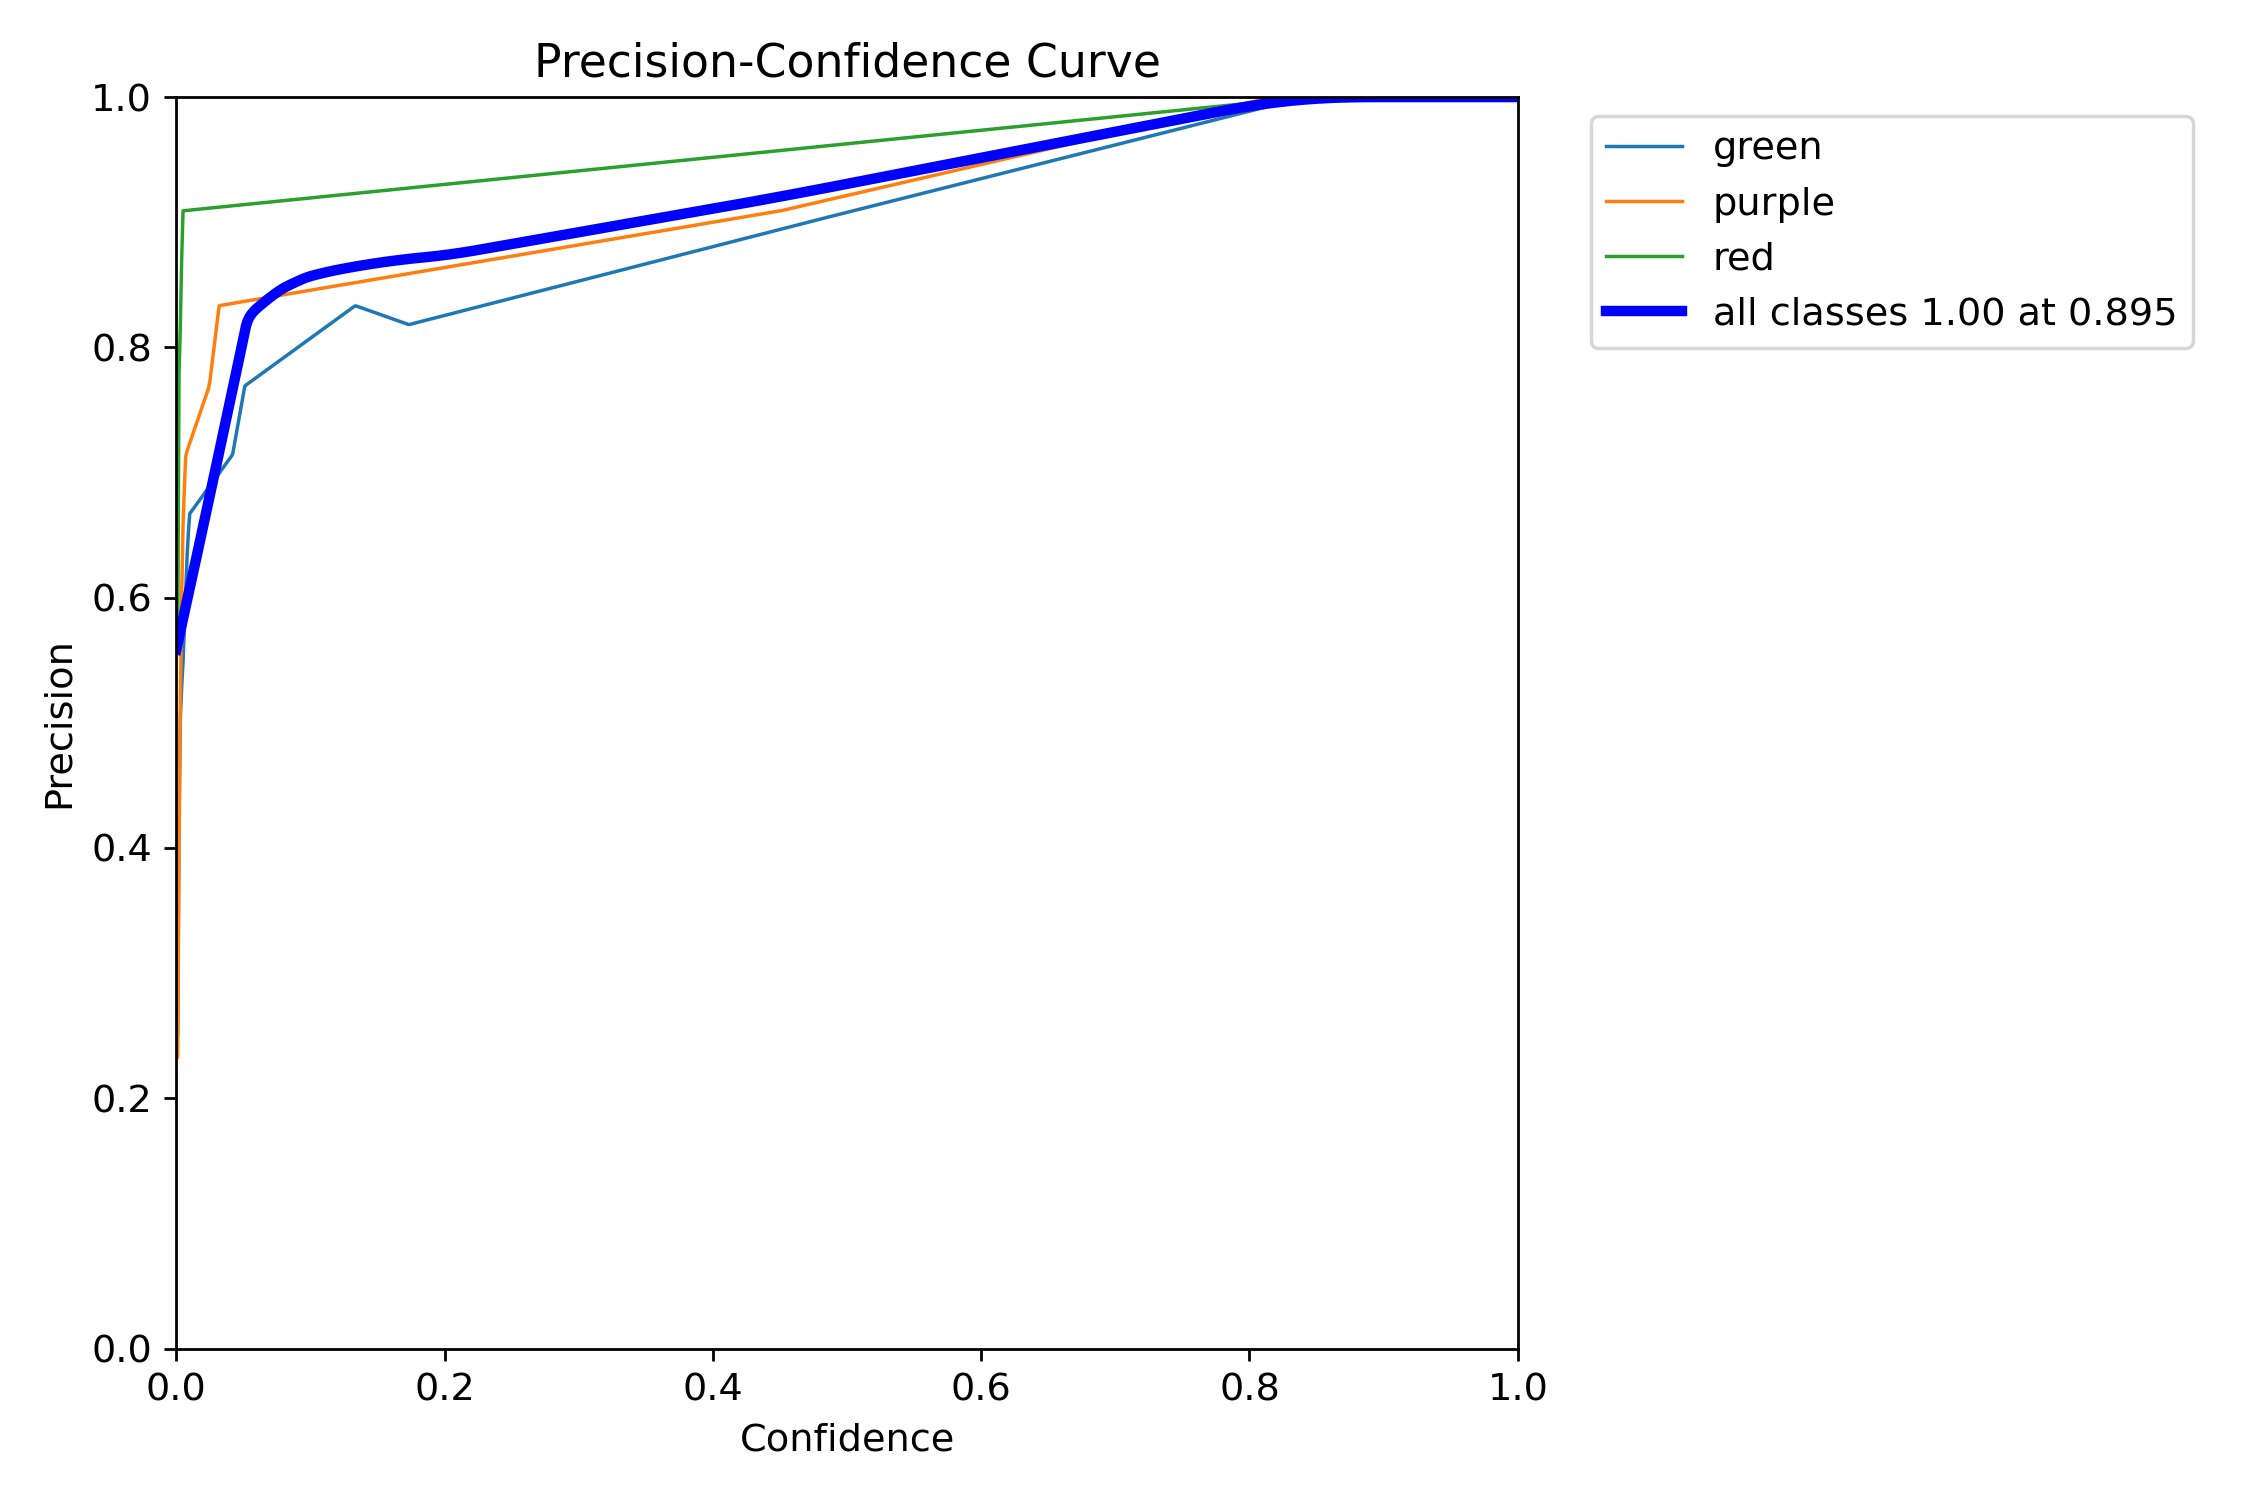 Precision-Confidence Curve
1.0
0.8
0.6
0.4
0.2
0.0
Precision
0.0 0.2 0.4 0.6 0.8 1.0
Confidence
green
purple
red
all classes 1.00 at 0.895